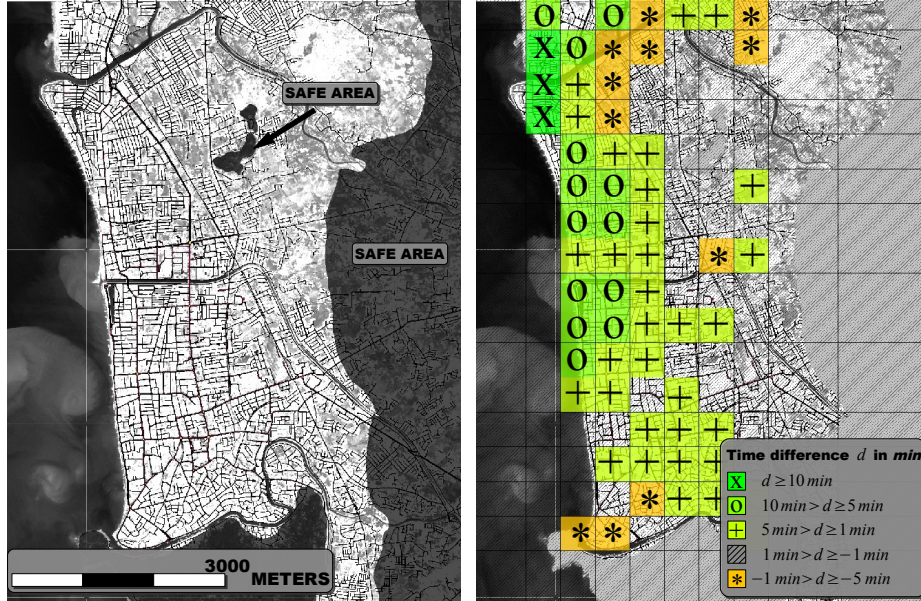 SAFE AREA
SAFE AREA
3000
METERS
O O * + + *
X O * * *
X + *
X + *
O + +
O O + +
O O +
+ + + * +
O O +
O O + + +
O + +
+ + +
+ + +
+ + + +
* + +
* *
Time difference d in min
X d ≥ 10 min
O 10 min > d ≥ 5 min
+ 5 min > d ≥ 1 min
1 min > d ≥ −1 min
* −1 min > d ≥ −5 min